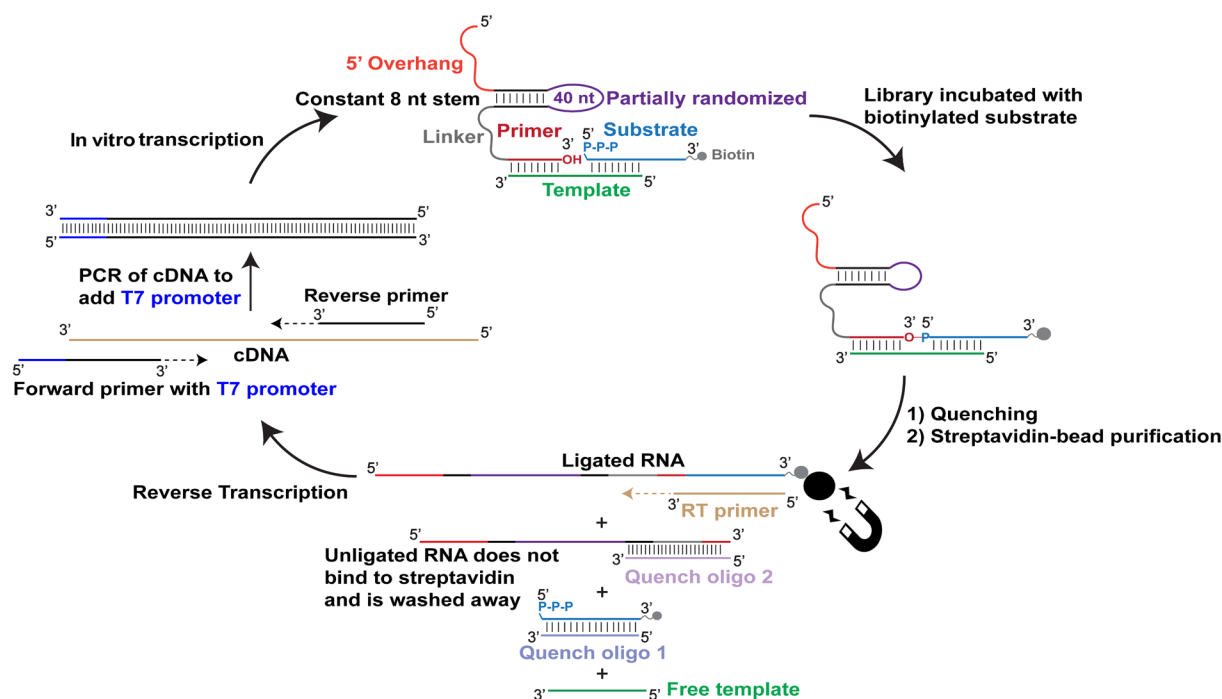 5’
5’ Overhang
Constant 8 nt stem
40 nt
Partially randomized
Linker
Primer
5’
Substrate
3’
P-P-P
OH
3’
Biotin
3’
5’
Template
Library incubated with
biotinylated substrate
5’
3’
5’
O
P
3’
5’
1) Quenching
2) Streptavidin-bead purification
Ligated RNA
5’
3’
3’
5’
RT primer
+
5’
3’
Unligated RNA does not
bind to streptavidin
and is washed away
3’
5’
Quench oligo 2
+
5’
P-P-P
3’
3’
5’
Quench oligo 1
+
3’
5’
Free template
Reverse Transcription
3’
5’
Reverse primer
3’
5’
cDNA
5’
3’
Forward primer with T7 promoter
PCR of cDNA to
add T7 promoter
3’
5’
5’
3’
In vitro transcription